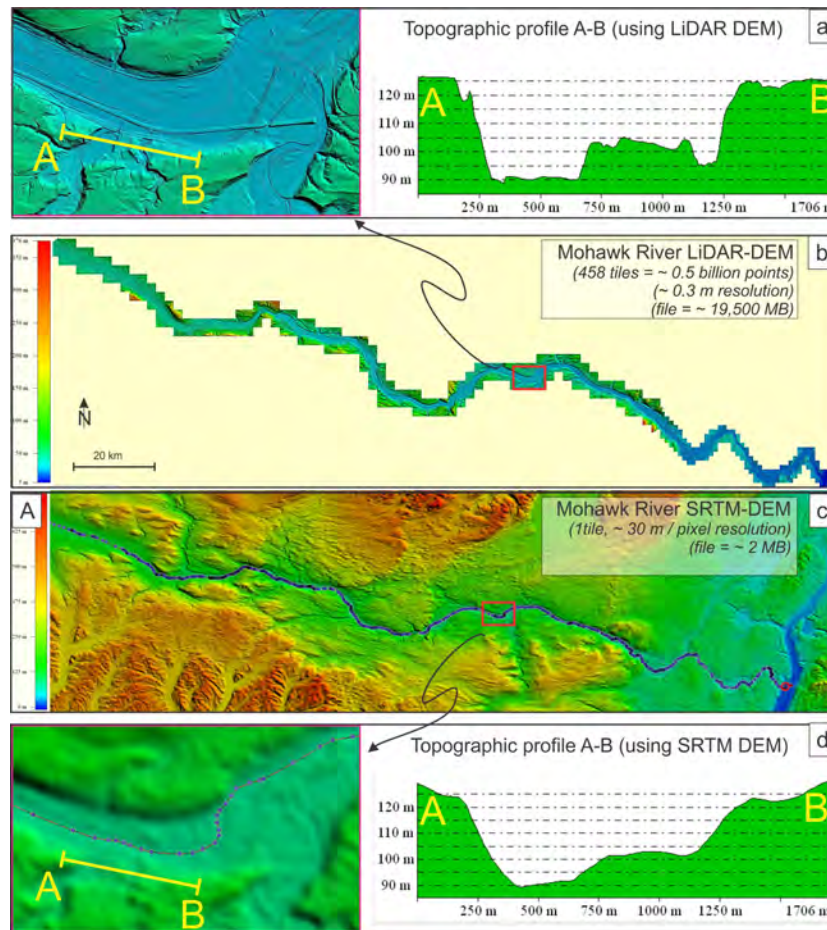 Topographic profile A-B (using LiDAR DEM)
a
A
B
A
B
120 m
110 m
100 m
90 m
250 m
500 m
750 m
1000 m
1250 m
1706 m
Mohawk River LiDAR-DEM
b
(458 tiles = ~ 0.5 billion points)
(~ 0.3 m resolution)
(file = ~ 19,500 MB)
N
20 km
A
Mohawk River SRTM-DEM
c
(1tile, ~ 30 m / pixel resolution)
(file = ~ 2 MB)
Topographic profile A-B (using SRTM DEM)
d
A
B
A
B
120 m
110 m
100 m
90 m
250 m
500 m
750 m
1000 m
1250 m
1706 m